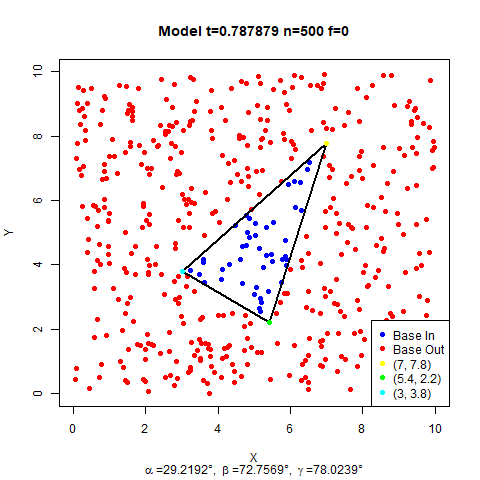 Model t=0.787879 n=500 f=0
10
8
6
Y
4
2
0
Base In
Base Out
(7, 7.8)
(5.4, 2.2)
(3, 3.8)
0 2 4 6 8 10
X
α=29.2192°, β=72.7569°, γ=78.0239°